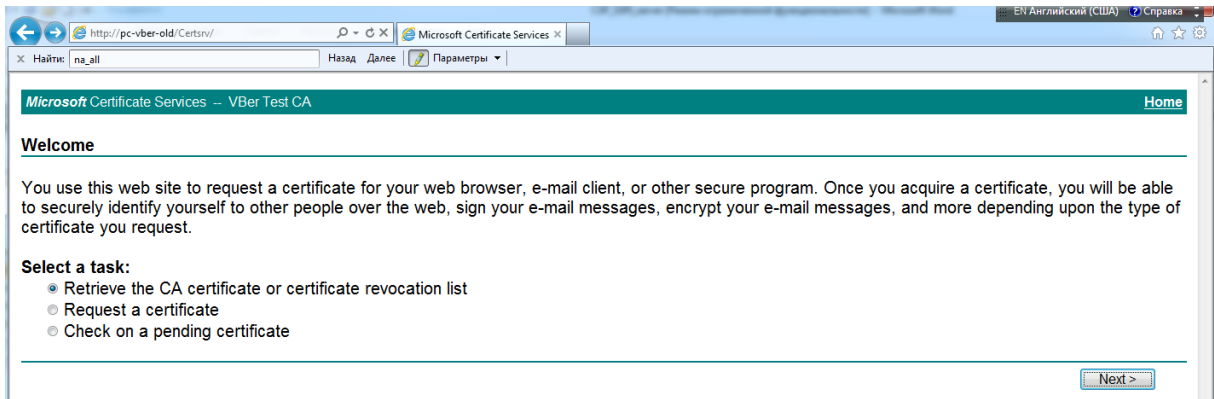 EN Английский (США) Справка
http://pc-vber-old/Certsrv/ Microsoft Certificate Services
Найти: na_all Назад Далее Параметры
Microsoft Certificate Services -- VBer Test CA Home
Welcome
You use this web site to request a certificate for your web browser, e-mail client, or other secure program. Once you acquire a certificate, you will be able
to securely identify yourself to other people over the web, sign your e-mail messages, encrypt your e-mail messages, and more depending upon the type of
certificate you request.
Select a task:
Retrieve the CA certificate or certificate revocation list
Request a certificate
Check on a pending certificate
Next >